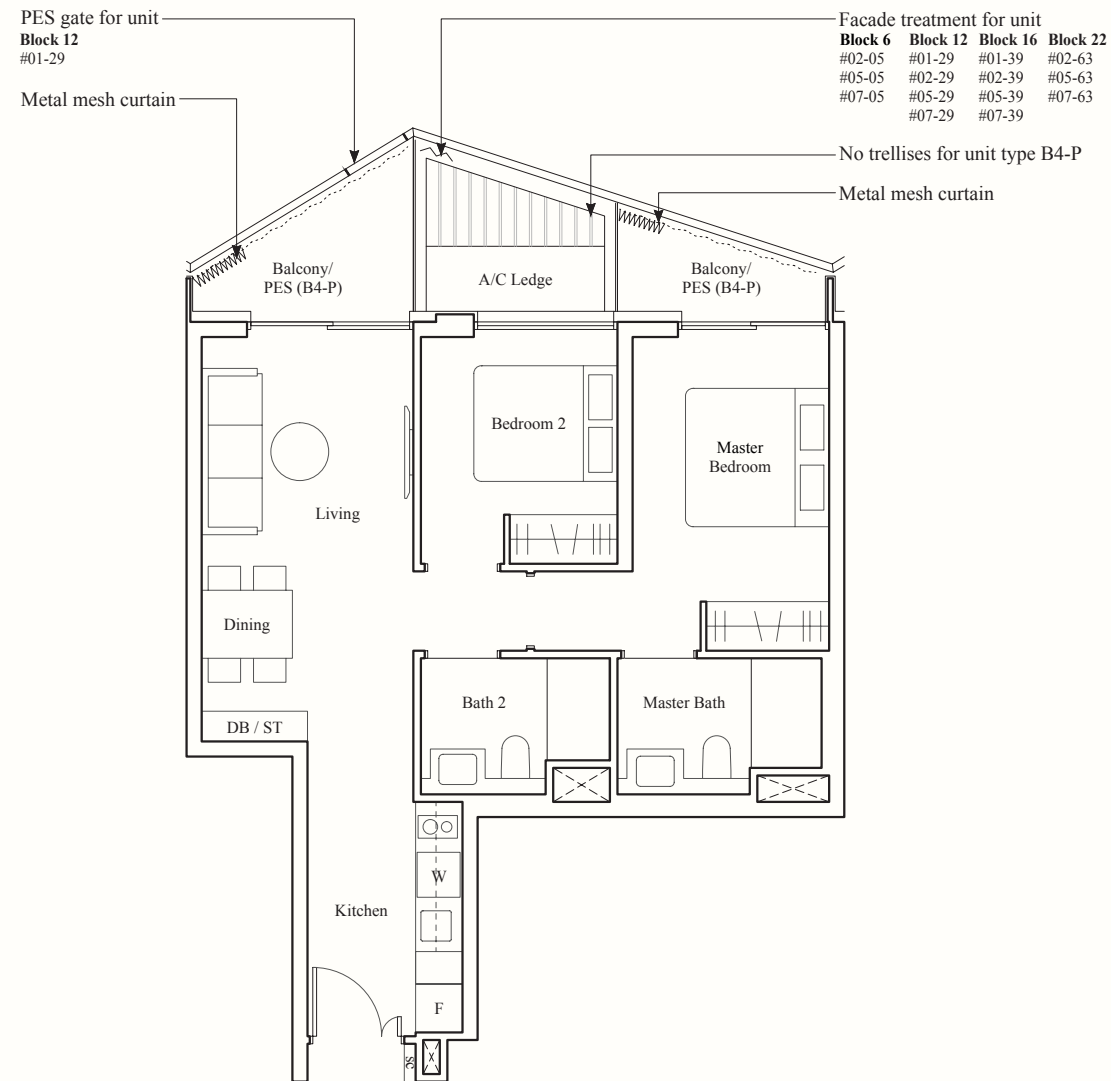 PES gate for unit
Block 12
#01-29
Metal mesh curtain
Facade treatment for unit
Block 6 Block 12 Block 16 Block 22
#02-05 #01-29 #01-39 #02-63
#05-05 #02-29 #02-39 #05-63
#07-05 #05-29 #05-39 #07-63
#07-29 #07-39
No trellises for unit type B4-P
Metal mesh curtain
Balcony/
PES (B4-P)
A/C Ledge
Balcony/
PES (B4-P)
Bedroom 2
Master
Bedroom
Living
Dining
Bath 2
Master Bath
DB / ST
W
Kitchen
F
SC